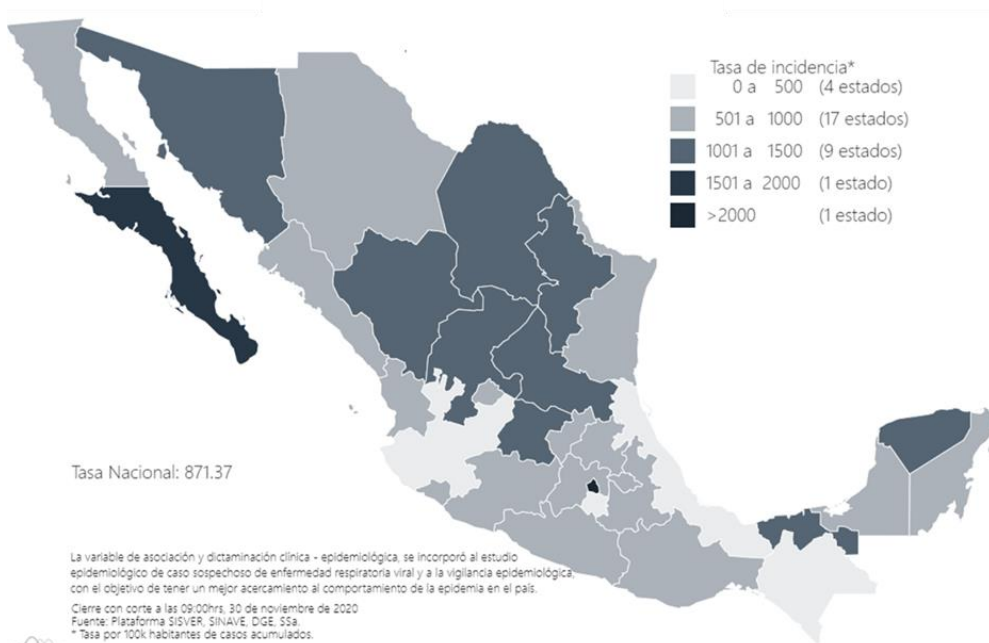 Tasa de incidencia*
0 a 500 (4 estados)
501 a 1000 (17 estados)
1001 a 1500 (9 estados)
1501 a 2000 (1 estado)
>2000 (1 estado)
Tasa Nacional: 871.37
La variable de asociación y dictaminación clínica - epidemiológica, se incorporó al estudio
epidemiológico de caso sospechoso de enfermedad respiratoria viral y a la vigilancia epidemiológica,
con el objetivo de tener un mejor acercamiento al comportamiento de la epidemia en el país.
Cierre con corte a las 09:00hrs, 30 de noviembre de 2020
Fuente: Plataforma SISVER, SINAVE, DGE, SSa.
* Tasa por 100k habitantes de casos acumulados.